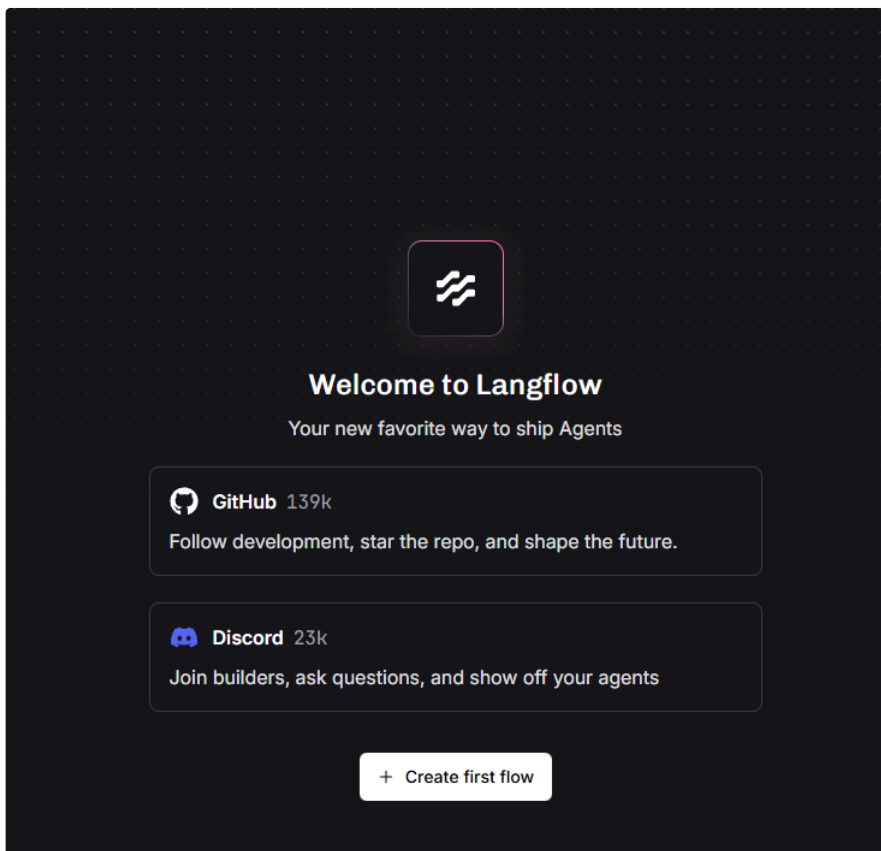 Welcome to Langflow
Your new favorite way to ship Agents
GitHub 139k
Follow development, star the repo, and shape the future.
Discord 23k
Join builders, ask questions, and show off your agents
+ Create first flow